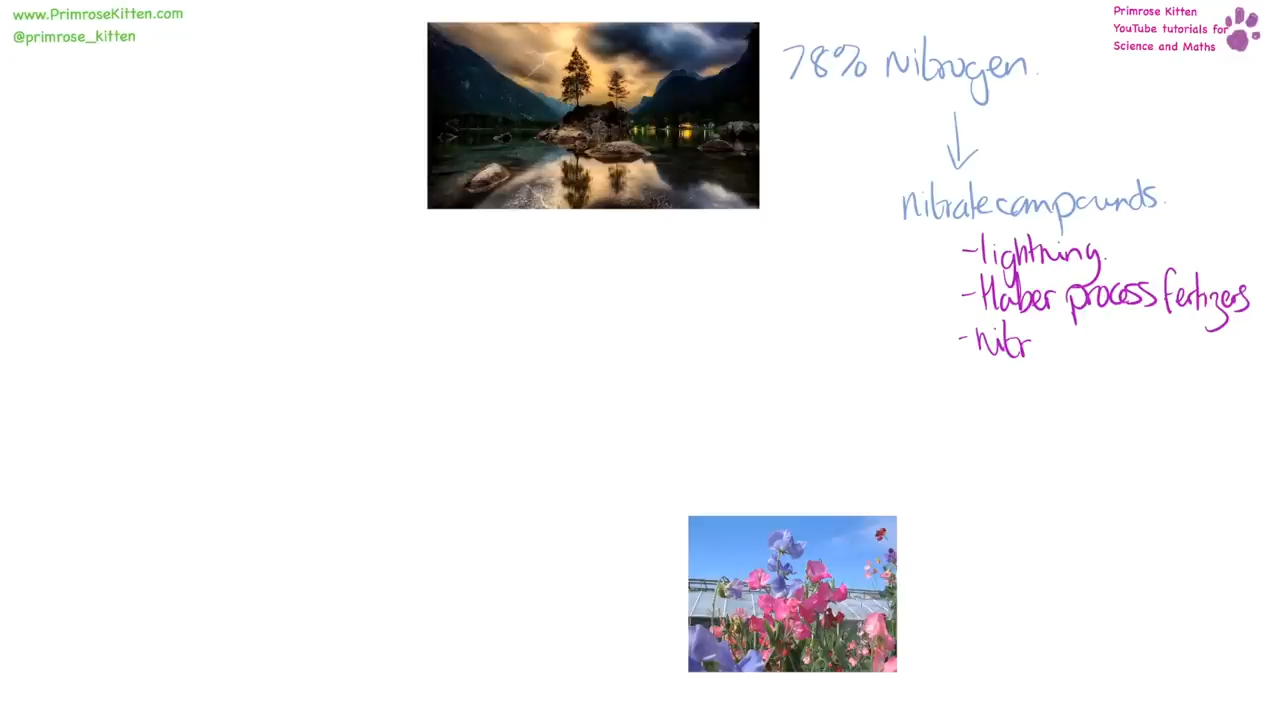 www.PrimroseKitten.com
@primrose_kitten
Primrose Kitten
YouTube tutorials for
Science and Maths
78% Nitrogen.
nitrate compounds.
-lightning.
-Haber process fertizers
-nitr